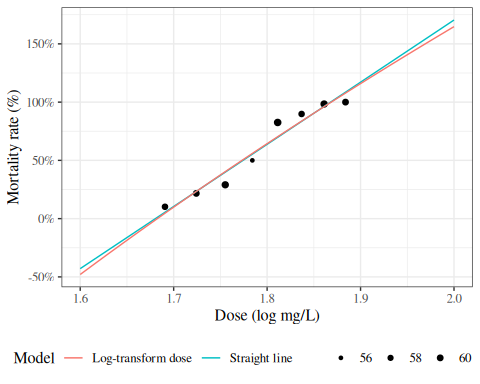 150%
100%
50%
0%
-50%
Mortality rate (%)
1.6 1.7 1.8 1.9 2.0
Dose (log mg/L)
Model Log-transform dose Straight line 56 58 60